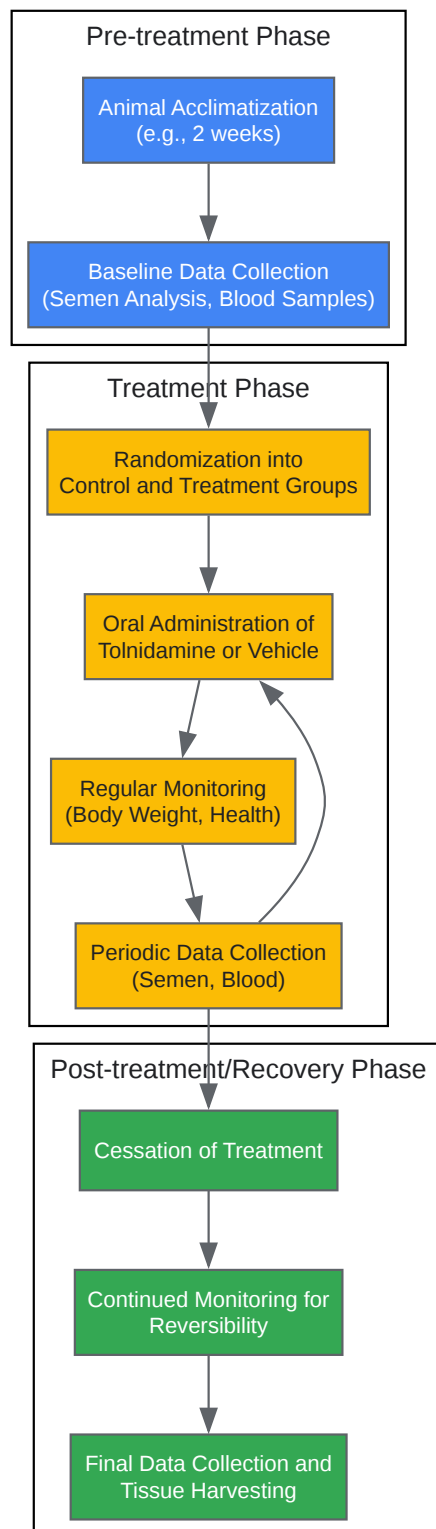 Pre-treatment Phase
Animal Acclimatization
(e.g., 2 weeks)
Baseline Data Collection
(Semen Analysis, Blood Samples)
Treatment Phase
Randomization into
Control and Treatment Groups
Oral Administration of
Tolnidamine or Vehicle
Regular Monitoring
(Body Weight, Health)
Periodic Data Collection
(Semen, Blood)
Post-treatment/Recovery Phase
Cessation of Treatment
Continued Monitoring for
Reversibility
Final Data Collection and
Tissue Harvesting